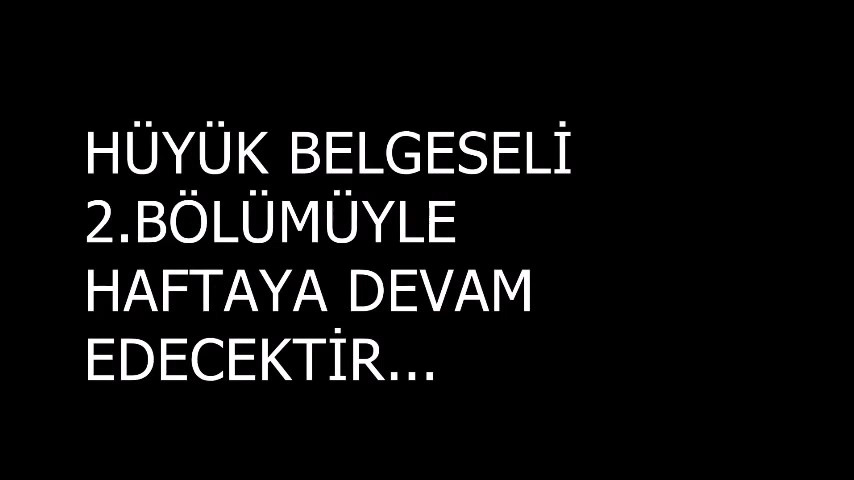 HÜYÜK BELGESELİ
2.BÖLÜMÜYLE
HAFTAYA DEVAM
EDECEKTİR...